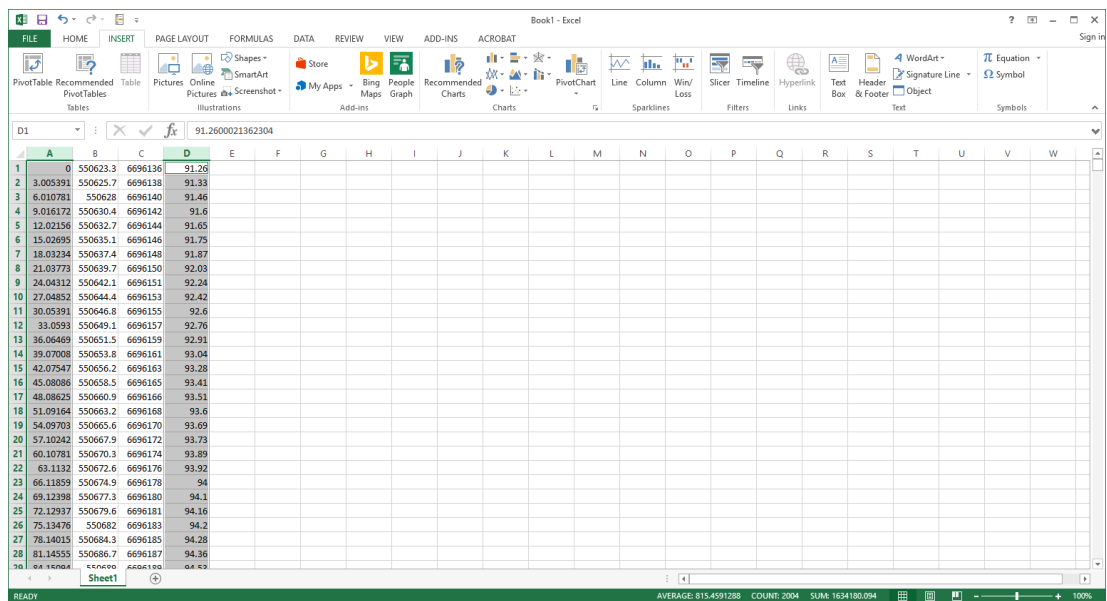 Book1 - Excel
Sign in
FILE HOME INSERT PAGE LAYOUT FORMULAS DATA REVIEW VIEW ADD-INS ACROBAT
PivotTable Recommended PivotTables Table
Tables
Pictures Online Pictures Shapes SmartArt Screenshot
Illustrations
Store My Apps Bing Maps People Graph
Add-ins
Recommended Charts PivotChart
Charts
Line Column Win/ Loss
Sparklines
Slicer Timeline
Filters
Hyperlink
Links
Text Box Header & Footer WordArt Signature Line Object
Text
π Equation Ω Symbol
Symbols
D1 fx 91.2600021362304
A B C D E F G H I J K L M N O P Q R S T U V W
1 0 550623.3 6696136 91.26
2 3.005391 550625.7 6696138 91.33
3 6.010781 550628 6696140 91.46
4 9.016172 550630.4 6696142 91.6
5 12.02156 550632.7 6696144 91.65
6 15.02695 550635.1 6696146 91.75
7 18.03234 550637.4 6696148 91.87
8 21.03773 550639.7 6696150 92.03
9 24.04312 550642.1 6696151 92.24
10 27.04852 550644.4 6696153 92.42
11 30.05391 550646.8 6696155 92.6
12 33.0593 550649.1 6696157 92.76
13 36.06469 550651.5 6696159 92.91
14 39.07008 550653.8 6696161 93.04
15 42.07547 550656.2 6696163 93.28
16 45.08086 550658.5 6696165 93.41
17 48.08625 550660.9 6696166 93.51
18 51.09164 550663.2 6696168 93.6
19 54.09703 550665.6 6696170 93.69
20 57.10242 550667.9 6696172 93.73
21 60.10781 550670.3 6696174 93.89
22 63.1132 550672.6 6696176 93.92
23 66.11859 550674.9 6696178 94
24 69.12398 550677.3 6696180 94.1
25 72.12937 550679.6 6696181 94.16
26 75.13476 550682 6696183 94.2
27 78.14015 550684.3 6696185 94.28
28 81.14555 550686.7 6696187 94.36
29 84.15094 550689 6696189 94.53
Sheet1
READY AVERAGE: 815.4591288 COUNT: 2004 SUM: 1634180.094 100%